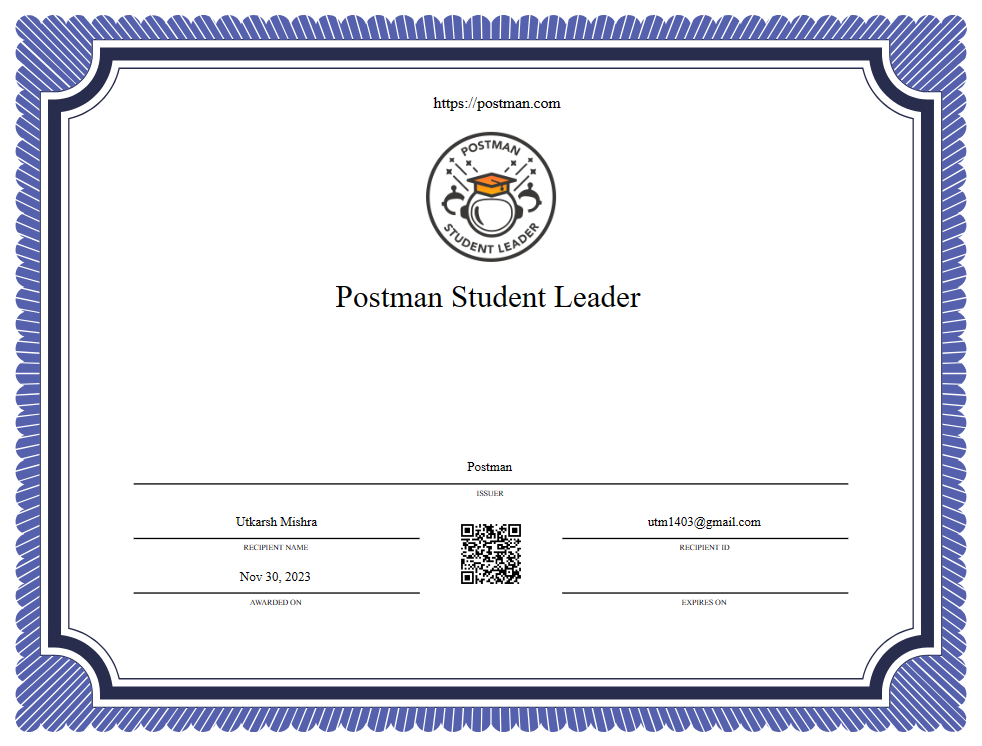 https://postman.com
POSTMAN
STUDENT LEADER
Postman Student Leader
Postman
ISSUER
Utkarsh Mishra
RECIPIENT NAME
utm1403@gmail.com
RECIPIENT ID
Nov 30, 2023
AWARDED ON
EXPIRES ON